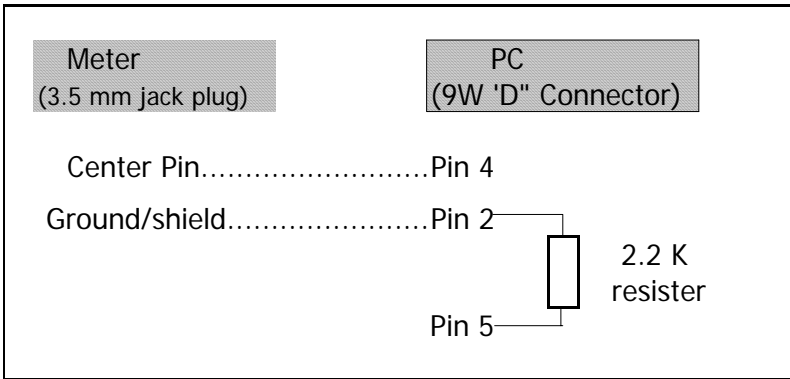 Meter
(3.5 mm jack plug)
PC
(9W 'D" Connector)
Center Pin..........................Pin 4
Ground/shield.......................Pin 2
2.2 K
resister
Pin 5